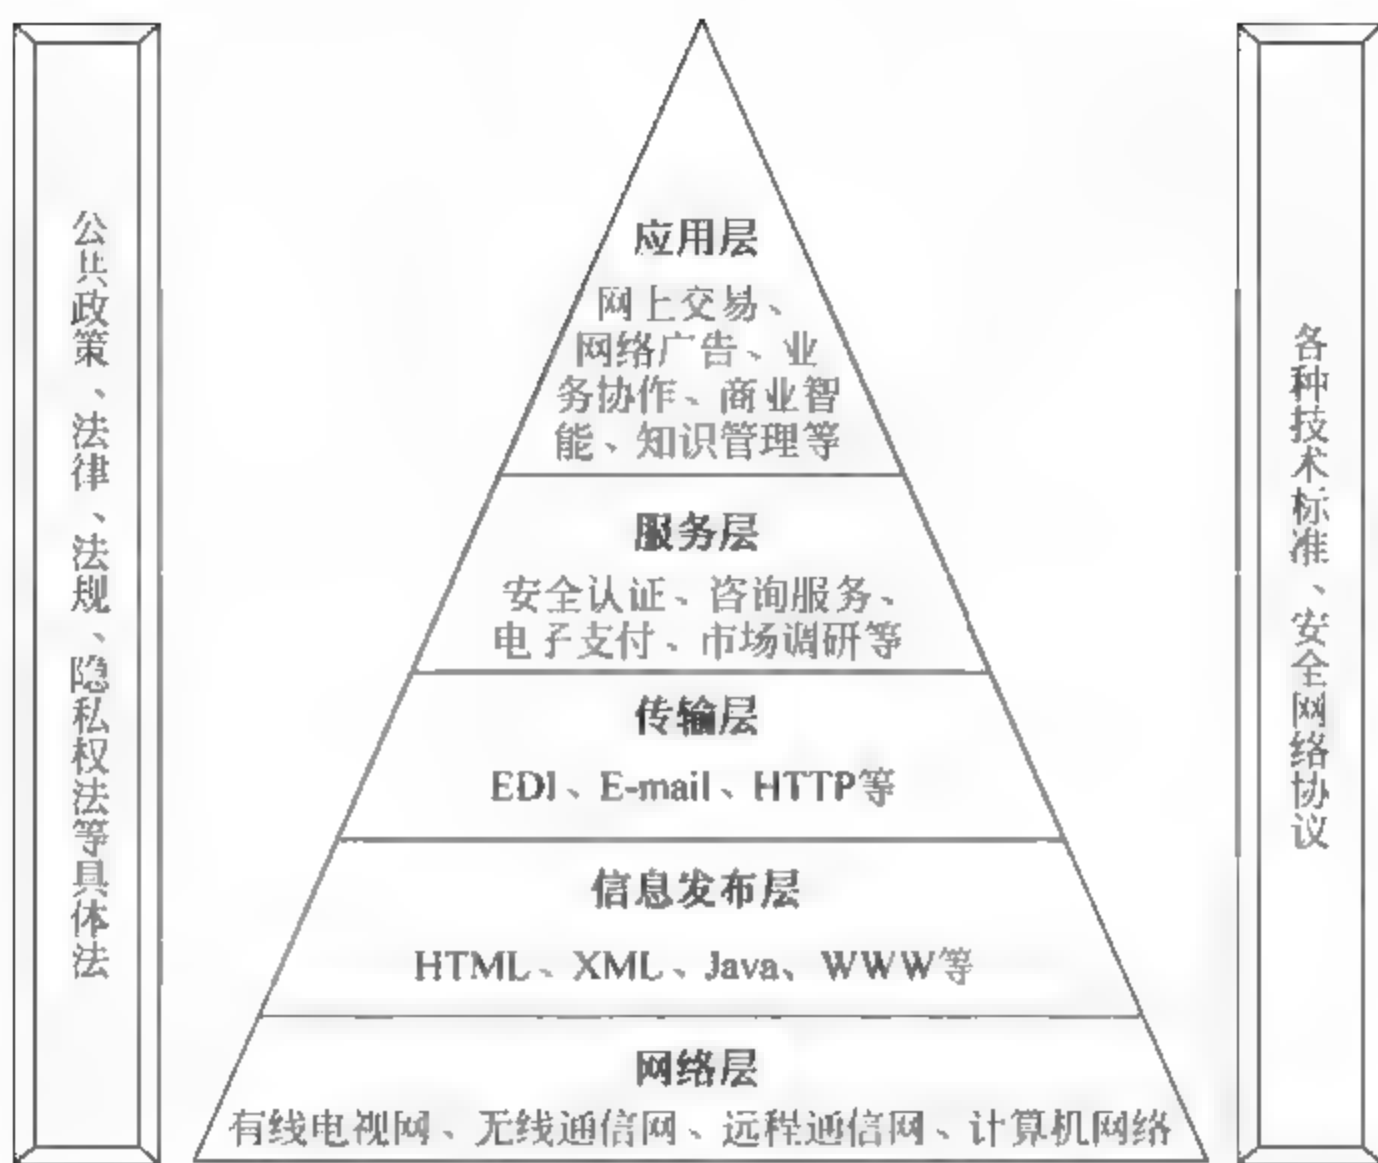 公共政策、法律、法规、隐私权法等具体法
应用层
网上交易、
网络广告、业
务协作、商业智
能、知识管理等
服务层
安全认证、咨询服务、
电子支付、市场调研等
传输层
EDI、E-mail、HTTP等
信息发布层
HTML、XML、Java、WWW等
网络层
有线电视网、无线通信网、远程通信网、计算机网络
各种技术标准、安全网络协议